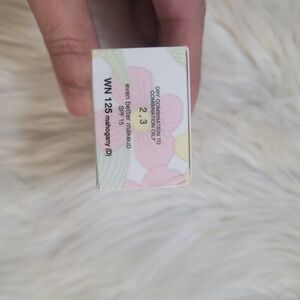 DRY COMBINATION TO
COMBINATION OILY
2, 3
even better makeup
SPF 15
WN 125 mahogany (D)